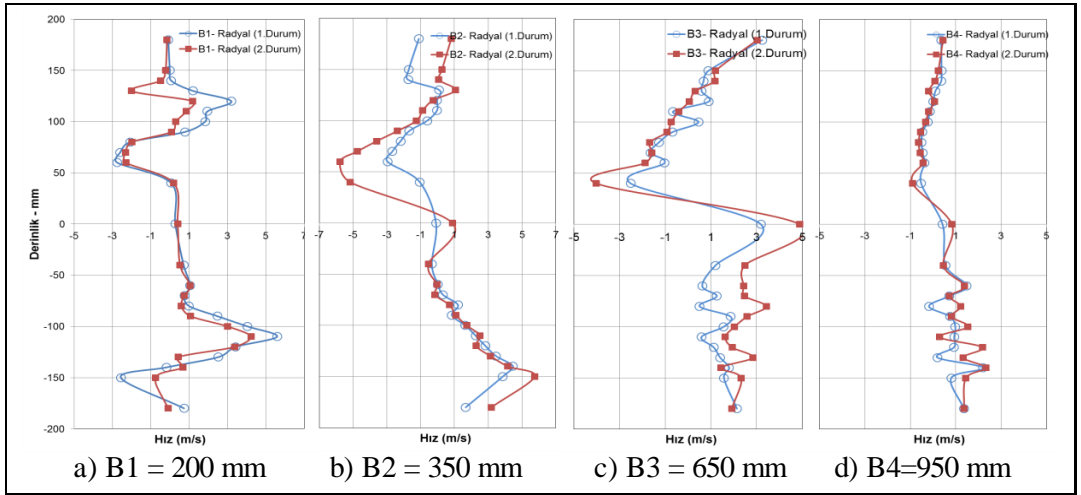 B1- Radyal (1.Durum)
B1- Radyal (2.Durum)
B2- Radyal (1.Durum)
B2- Radyal (2.Durum)
B3- Radyal (1.Durum)
B3- Radyal (2.Durum)
B4- Radyal (1.Durum)
B4- Radyal (2.Durum)
Derinlik - mm
200
150
100
50
0
-50
-100
-150
-200
-5 -3 -1 1 3 5 7
-7 -5 -3 -1 1 3 5 7
-5 -3 -1 1 3 5
-5 -3 -1 1 3 5
Hız (m/s) Hız (m/s) Hız (m/s) Hız (m/s)
a) B1 = 200 mm b) B2 = 350 mm c) B3 = 650 mm d) B4=950 mm